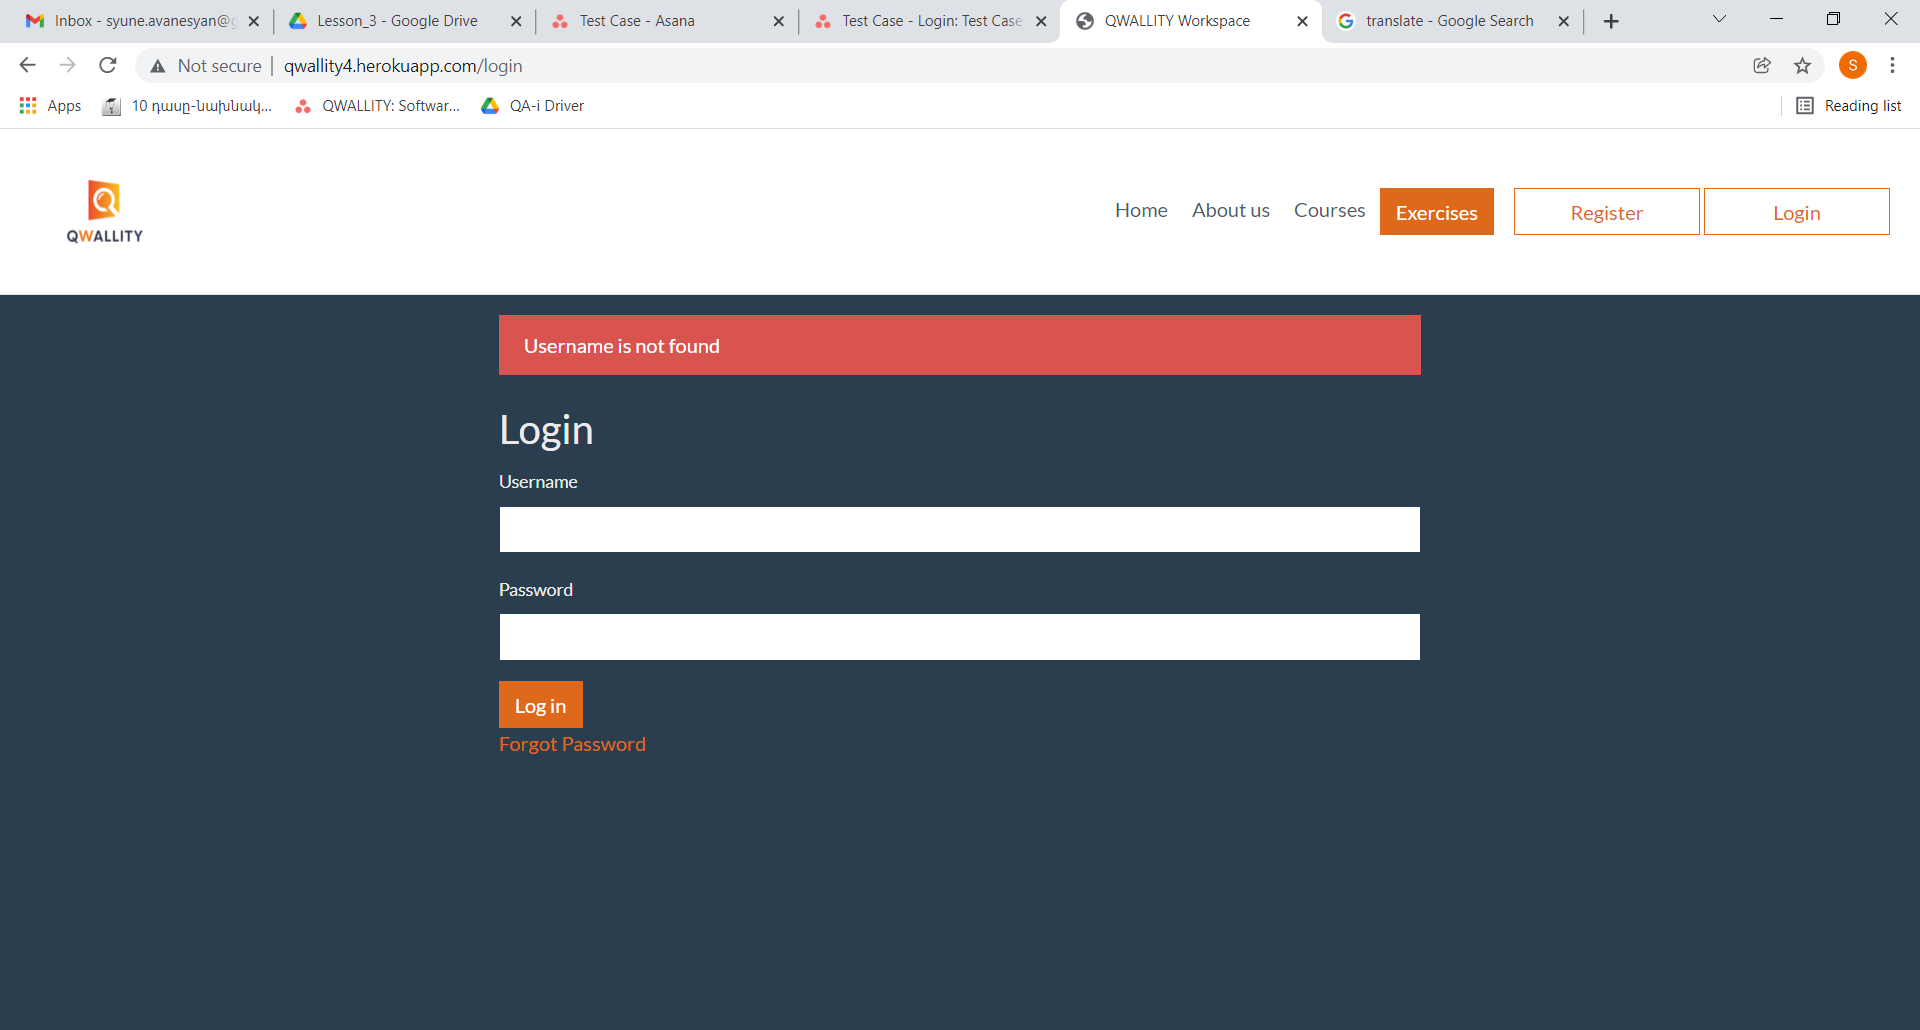 Inbox - syune.avanesyan@g
Lesson_3 - Google Drive
Test Case - Asana
Test Case - Login: Test Case
QWALLITY Workspace
translate - Google Search
Not secure
qwallity4.herokuapp.com/login
S
Apps
10 դասը-նախնակ...
QWALLITY: Softwar...
QA-i Driver
Reading list
QWALLITY
Home
About us
Courses
Exercises
Register
Login
Username is not found
Login
Username
Password
Log in
Forgot Password